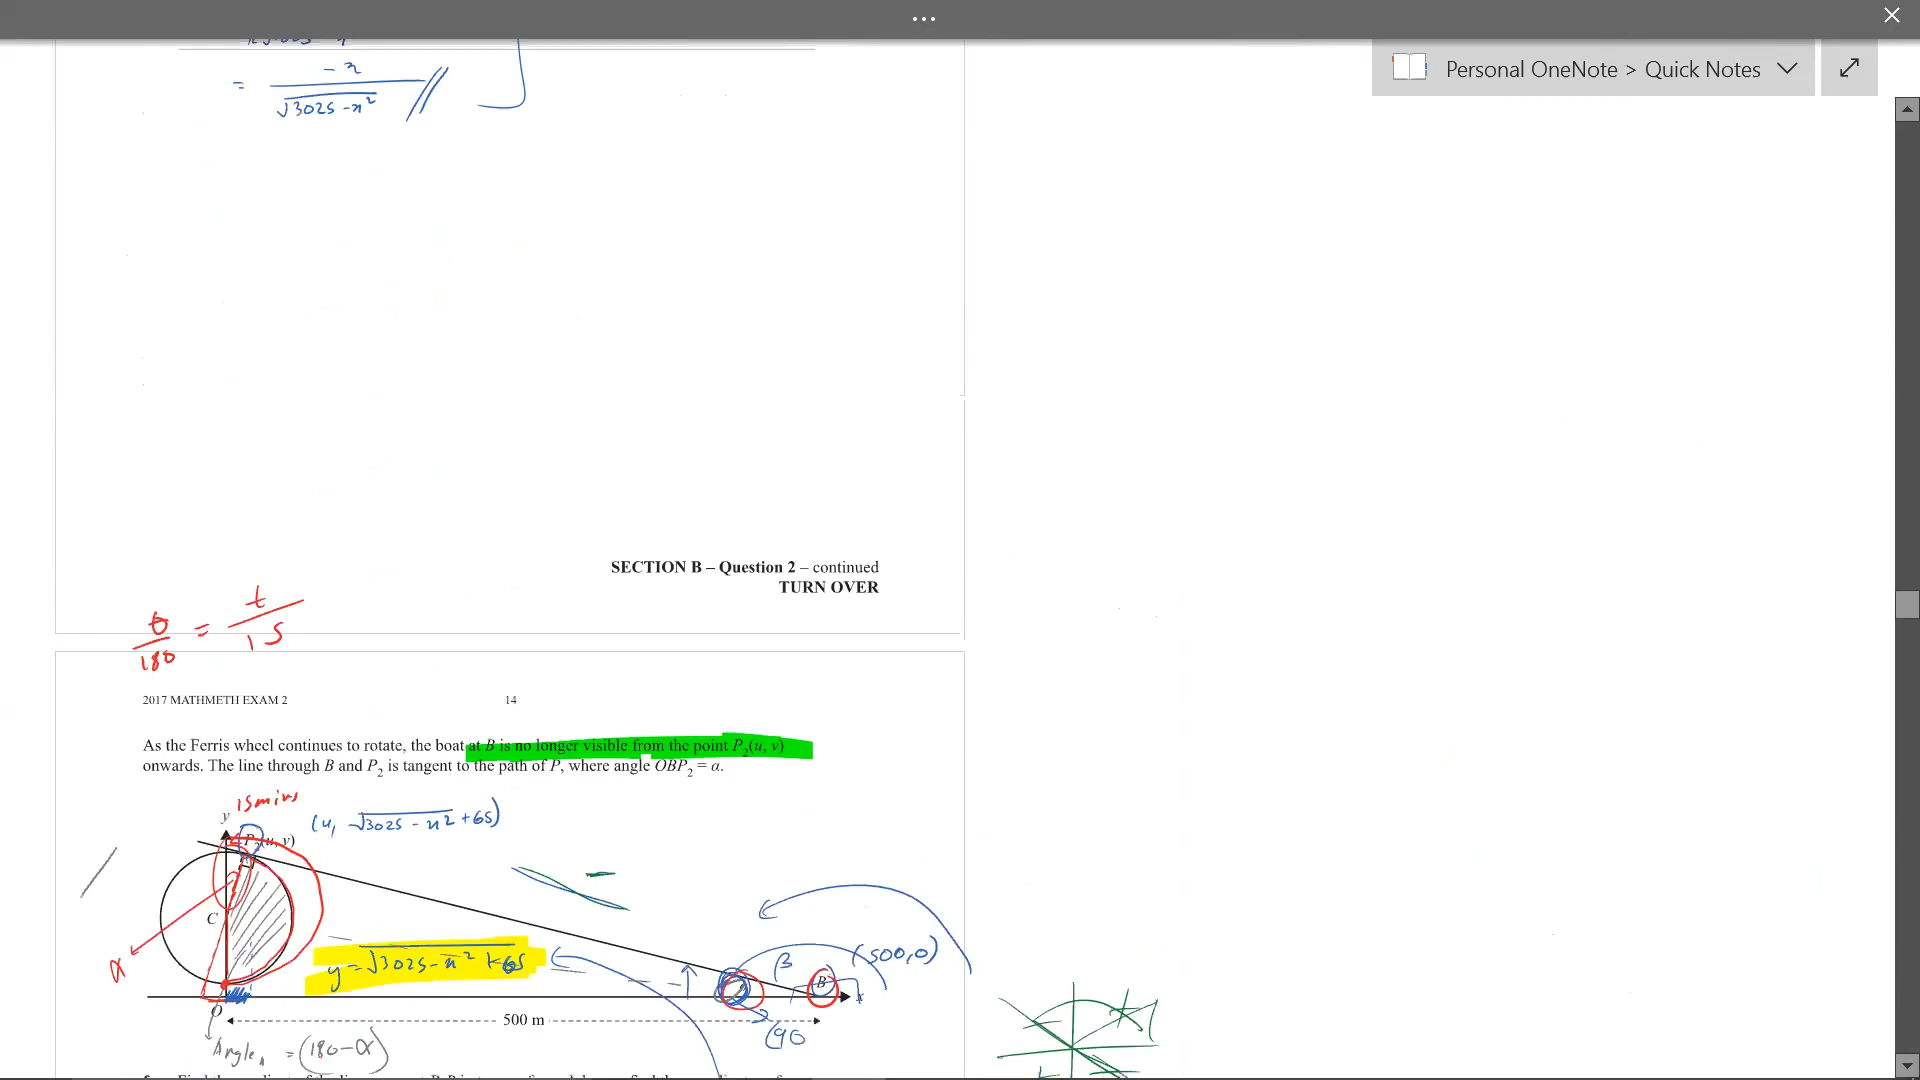 Personal OneNote > Quick Notes
= -x / √3025 - x² //
SECTION B – Question 2 – continued
TURN OVER
θ/180 = t/15
2017 MATHMETH EXAM 2
14
As the Ferris wheel continues to rotate, the boat at B is no longer visible from the point P₂(u, v)
onwards. The line through B and P₂ is tangent to the path of P, where angle OBP₂ = α.
15mins
y
P₂(u, v)
(u, √3025 - u² + 65)
C
α
y = √3025 - x² + 65
β
(500,0)
B
x
O
500 m
(90
Angle = (180 - α)